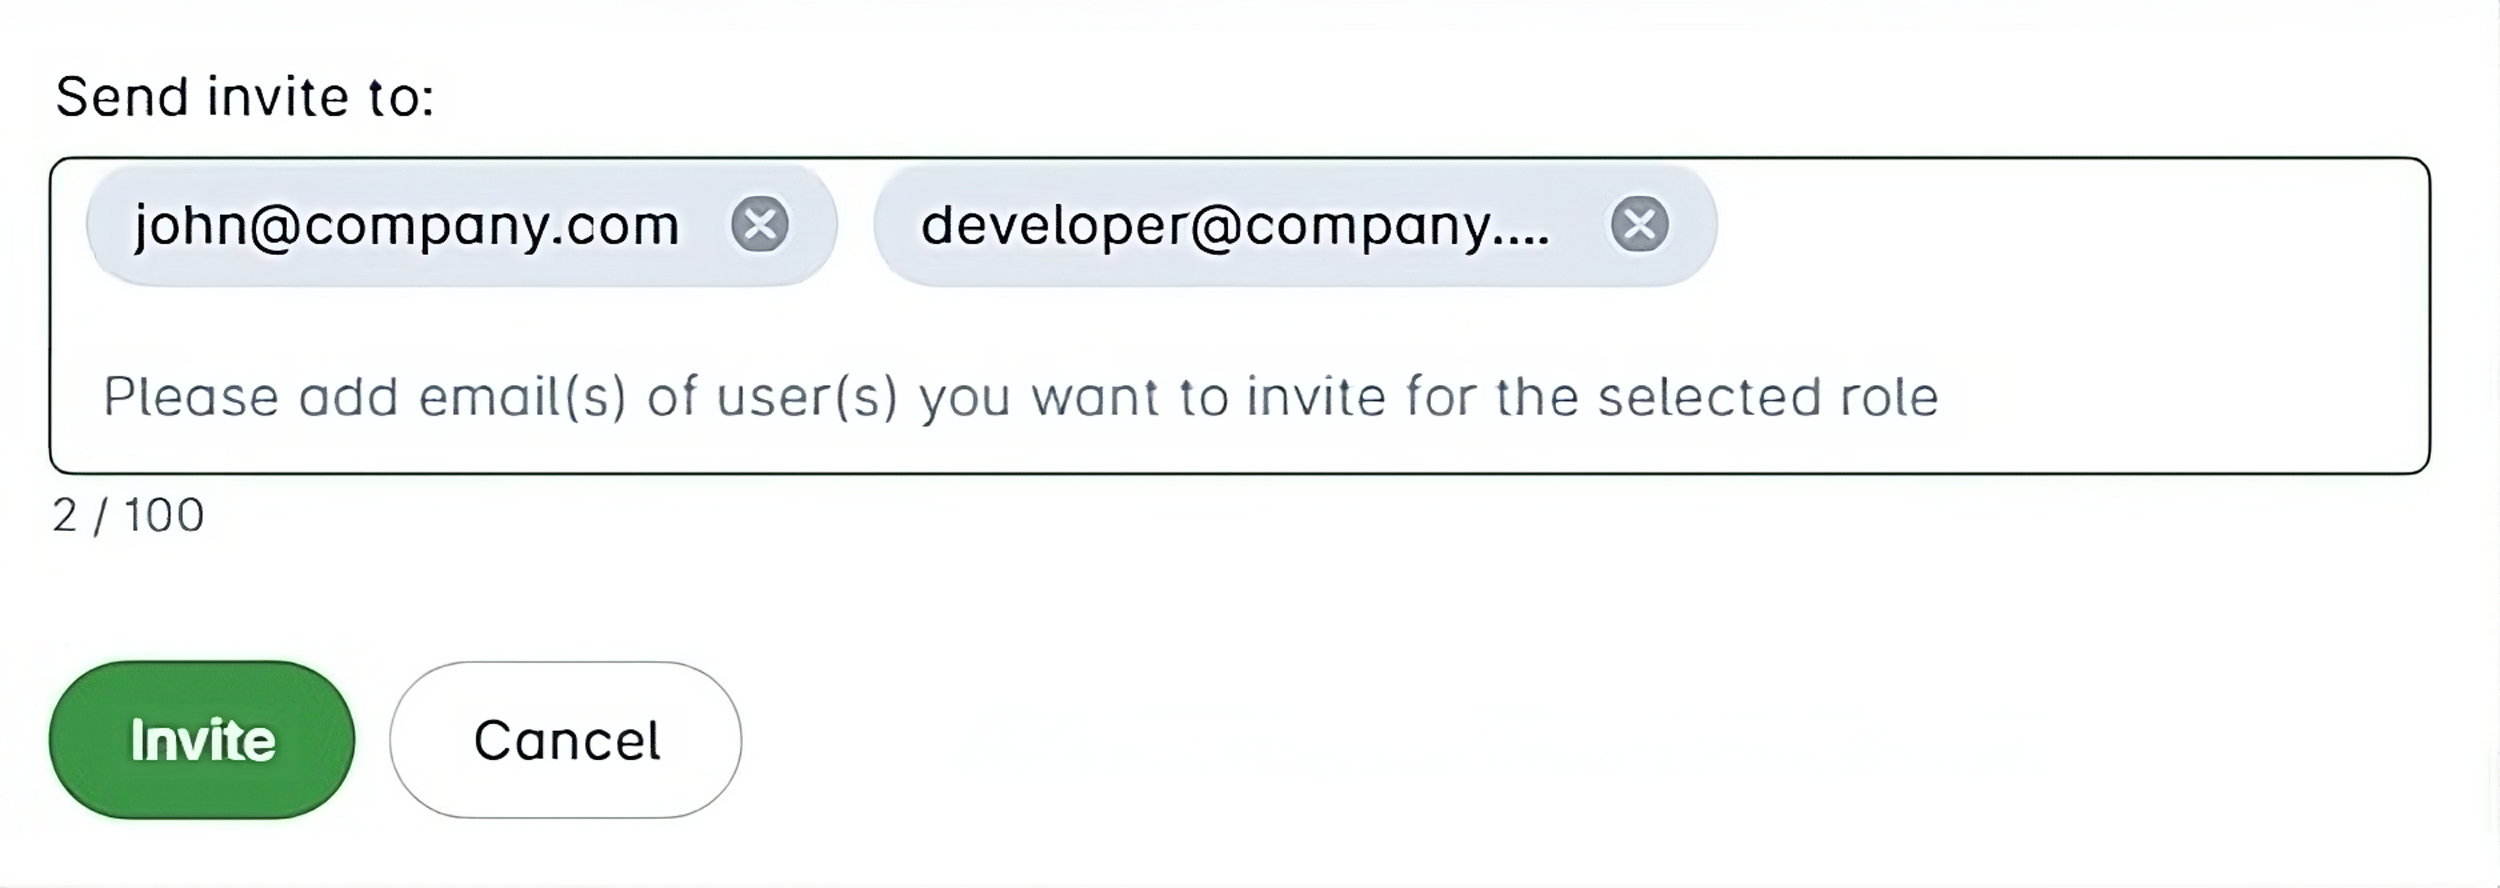 Send invite to:
john@company.com developer@company....
Please add email(s) of user(s) you want to invite for the selected role
2 / 100
Invite Cancel